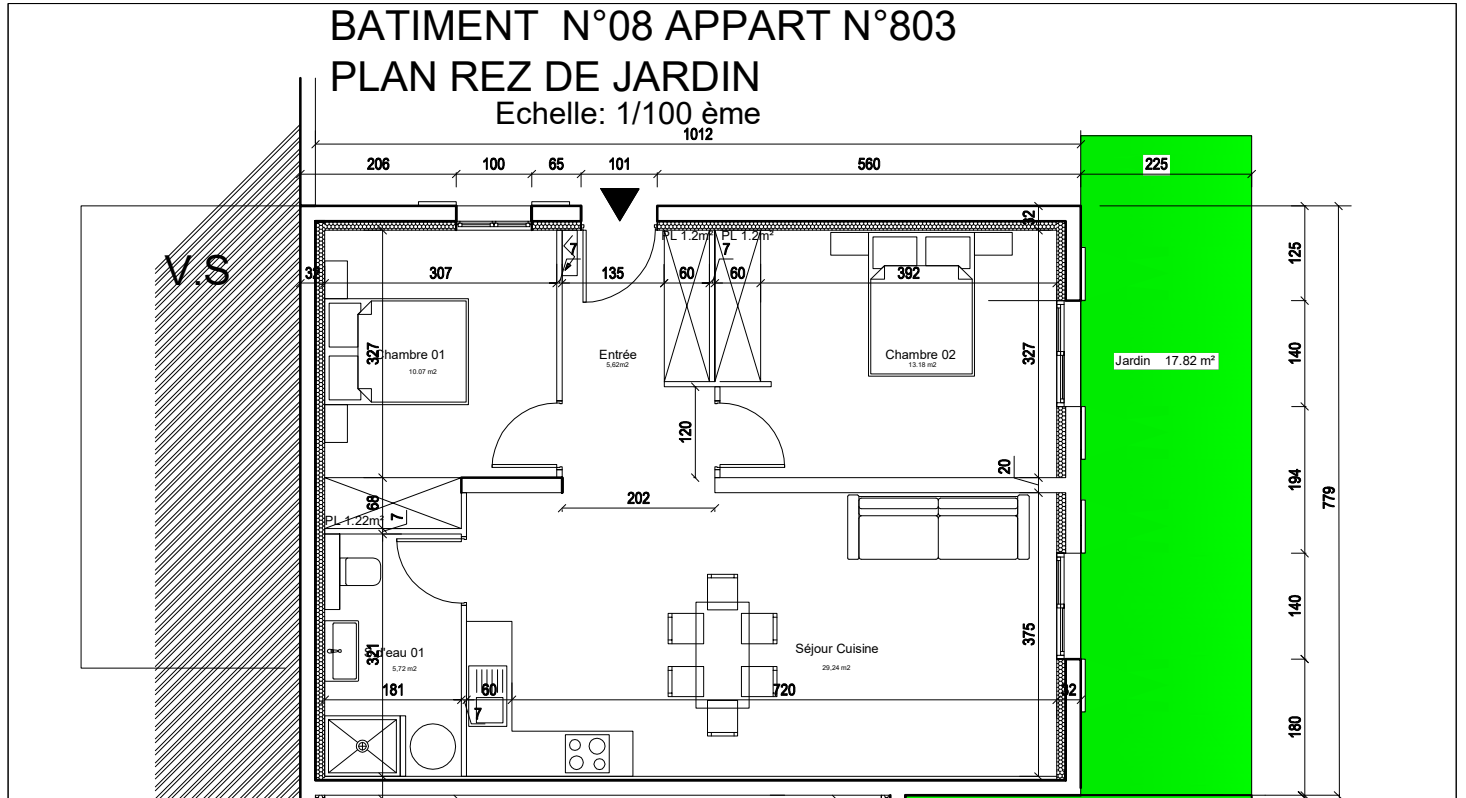 BATIMENT N°08 APPART N°803
PLAN REZ DE JARDIN
Echelle: 1/100 ème
1012
206 100 65 101 560 225
32
PL 1.2m² PL 1.2m²
7 7
V.S
32 307 135 60 60 392
125
327 327
Chambre 01
10.07 m2
Entrée
5,62m2
Chambre 02
13.18 m2
Jardin 17.82 m²
140
120
20
68
PL 1.22m²
7
202
194
779
140
321
375
d'eau 01
5,72 m2
Séjour Cuisine
29,24 m2
181 60 720 32
7
180